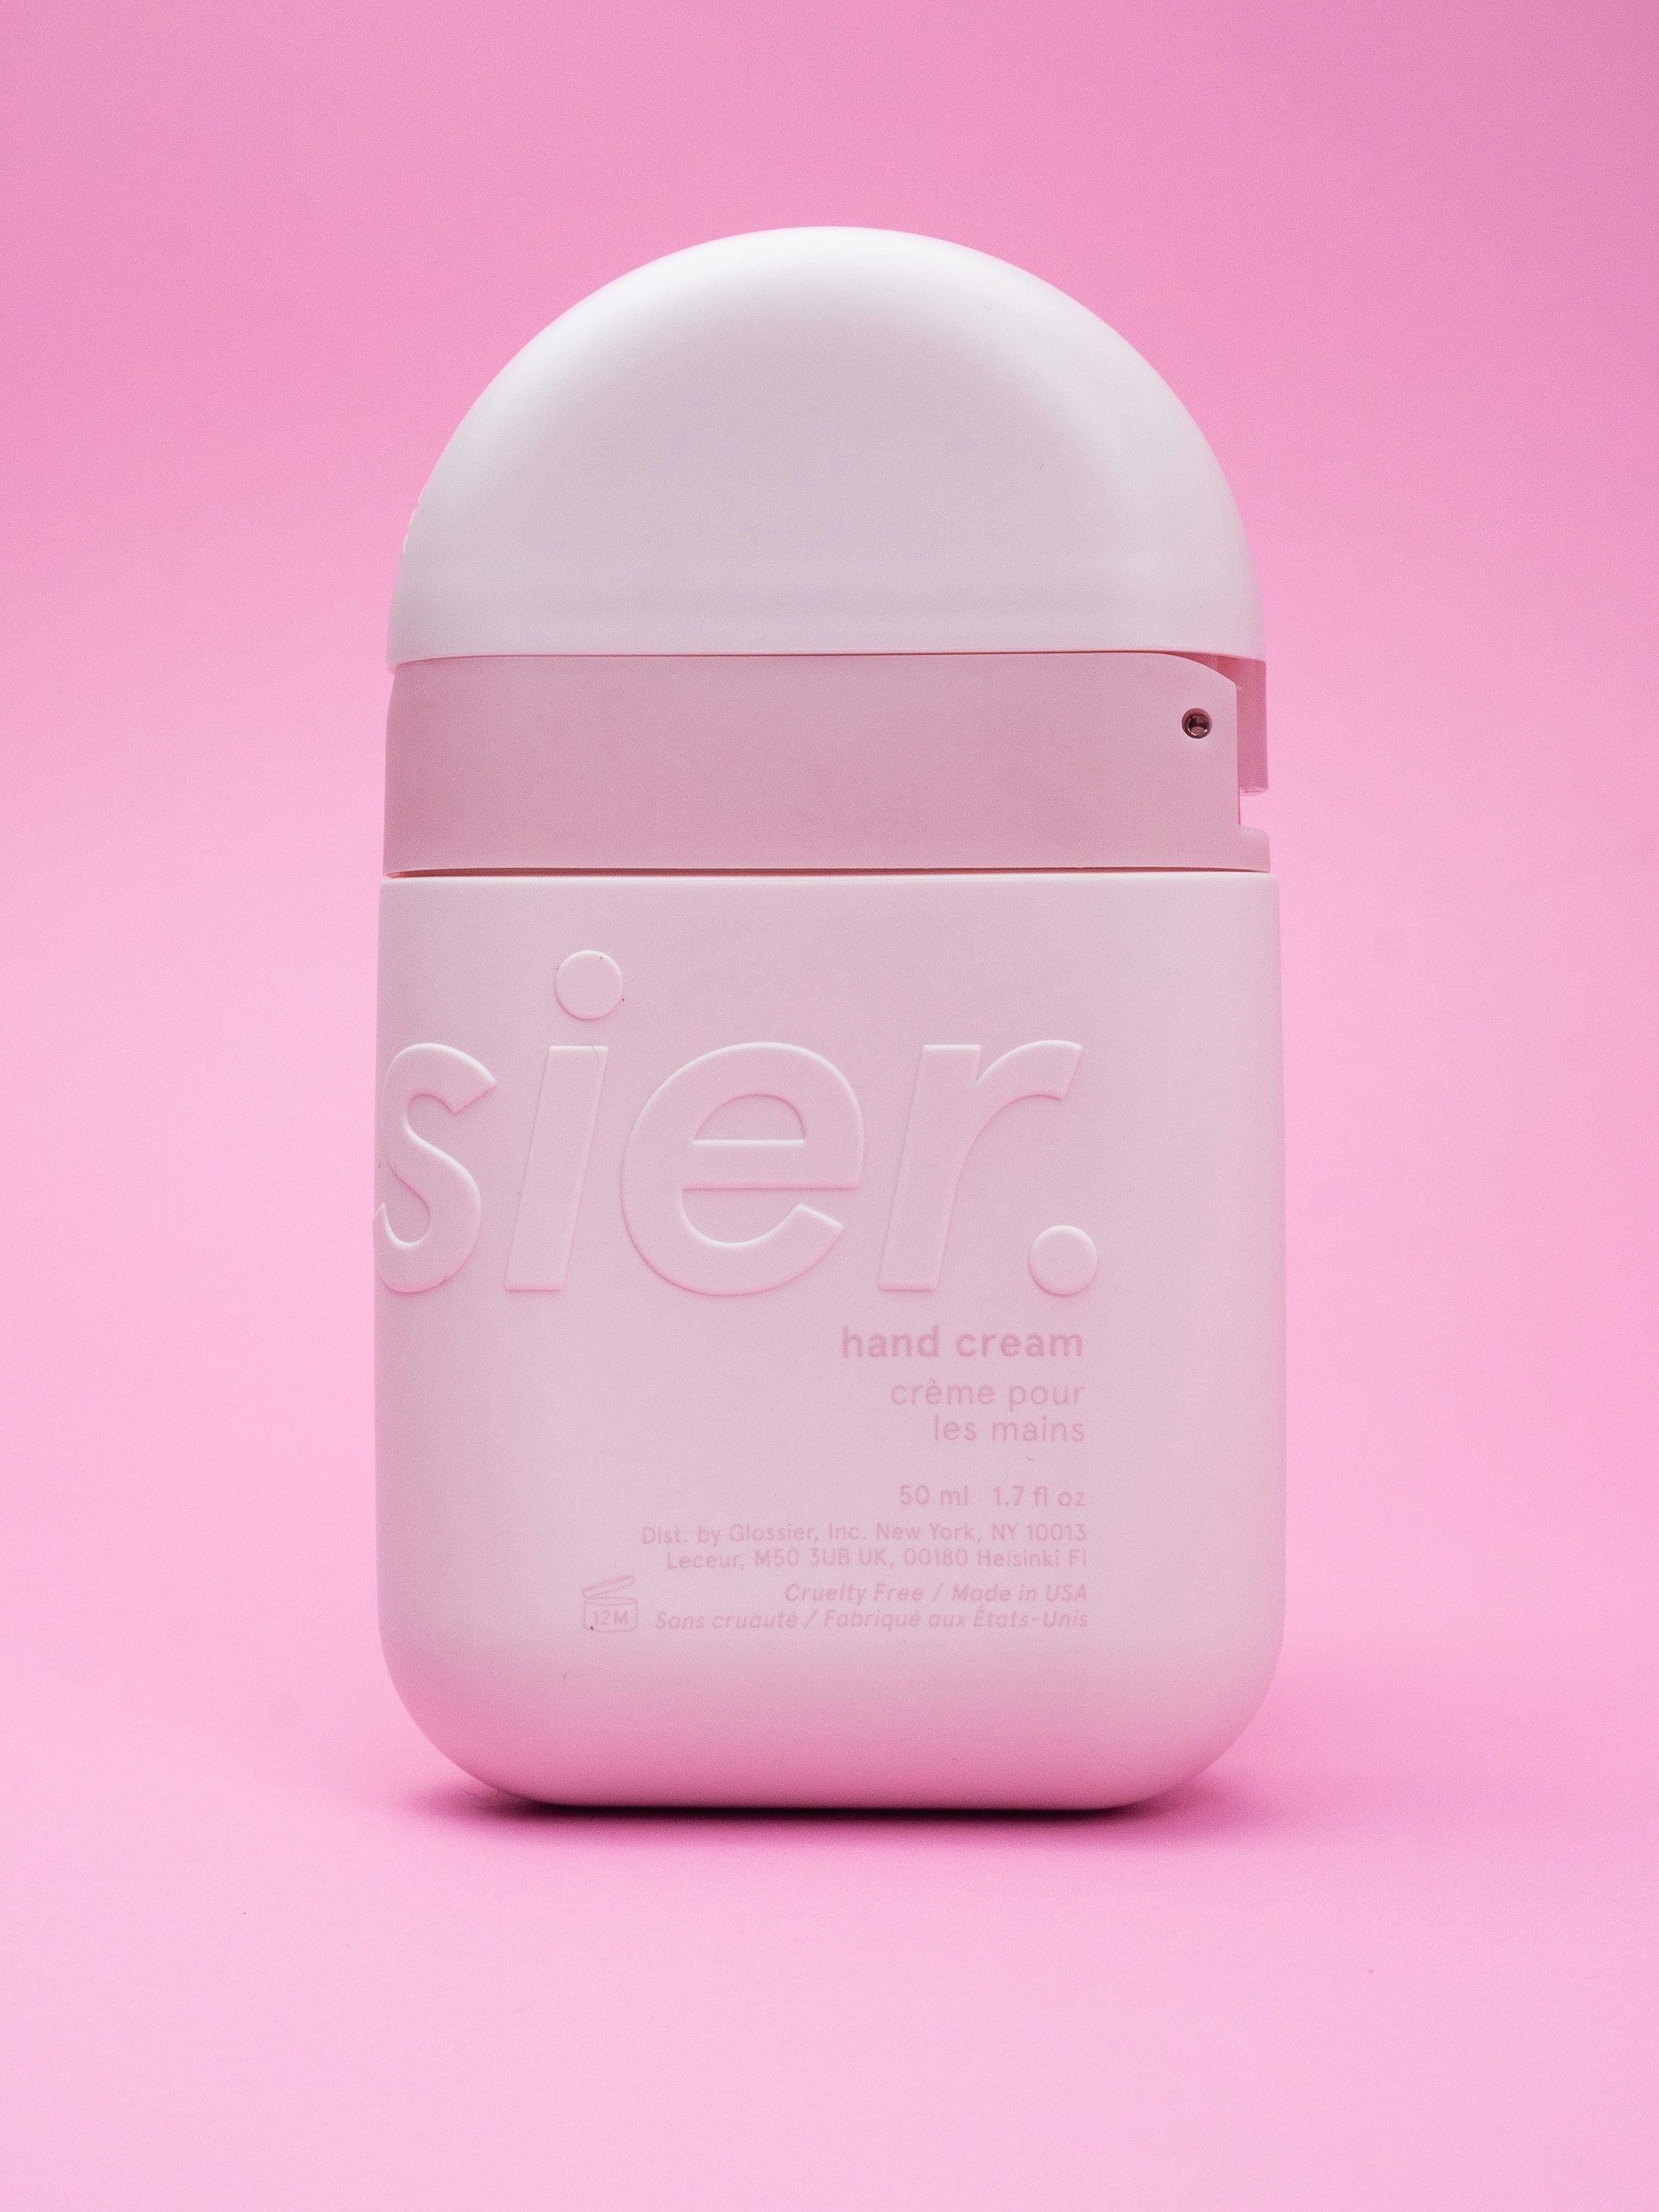 sier.
hand cream
crème pour
les mains
50 ml 1.7 fl oz
Dist. by Glossier, Inc. New York, NY 10013
Leceur, M50 3UB UK, 00180 Helsinki FI
Cruelty Free / Made in USA
12M Sans cruauté / Fabriqué aux États-Unis